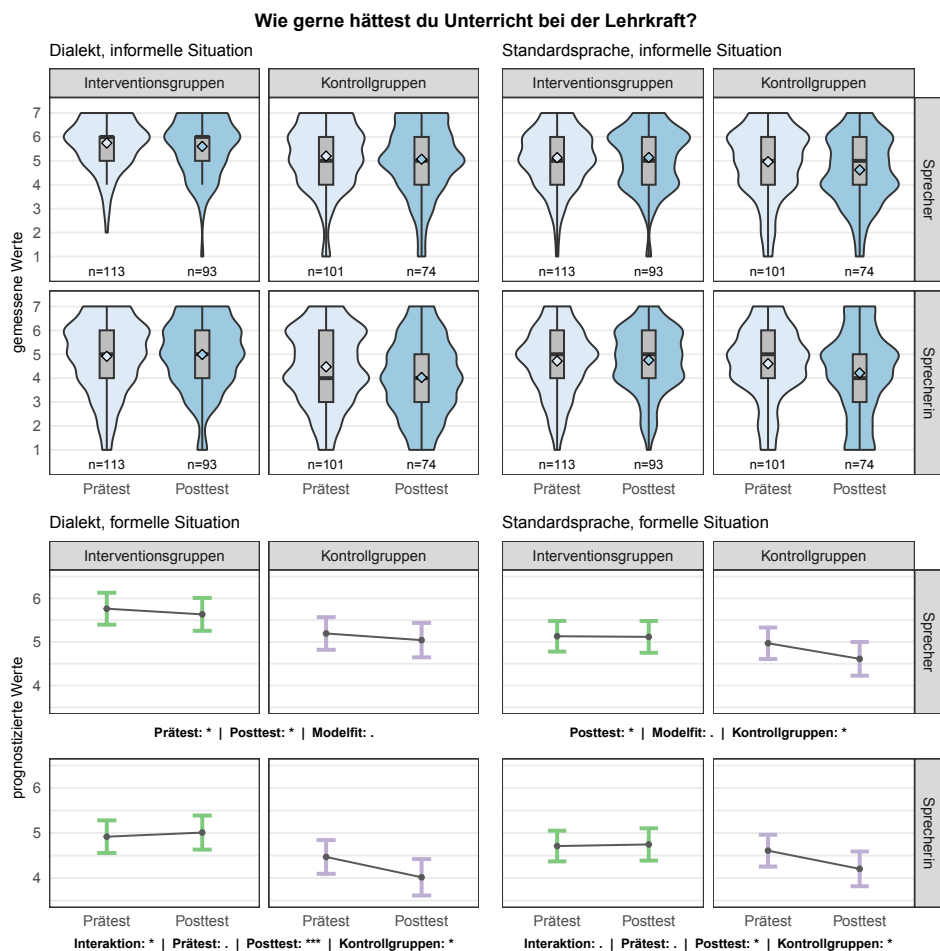 Wie gerne hättest du Unterricht bei der Lehrkraft?
Dialekt, informelle Situation
Standardsprache, informelle Situation
Interventionsgruppen
Kontrollgruppen
Interventionsgruppen
Kontrollgruppen
gemessene Werte
7
6
5
4
3
2
1
n=113
n=93
n=101
n=74
n=113
n=93
n=101
n=74
Sprecher
7
6
5
4
3
2
1
n=113
n=93
n=101
n=74
n=113
n=93
n=101
n=74
Sprecherin
Prätest
Posttest
Prätest
Posttest
Prätest
Posttest
Prätest
Posttest
Dialekt, formelle Situation
Standardsprache, formelle Situation
Interventionsgruppen
Kontrollgruppen
Interventionsgruppen
Kontrollgruppen
prognostizierte Werte
6
5
4
Sprecher
Prätest: * | Posttest: * | Modelfit: .
Posttest: * | Modelfit: . | Kontrollgruppen: *
6
5
4
Sprecherin
Prätest
Posttest
Prätest
Posttest
Prätest
Posttest
Prätest
Posttest
Interaktion: * | Prätest: . | Posttest: *** | Kontrollgruppen: *
Interaktion: . | Prätest: . | Posttest: * | Kontrollgruppen: *